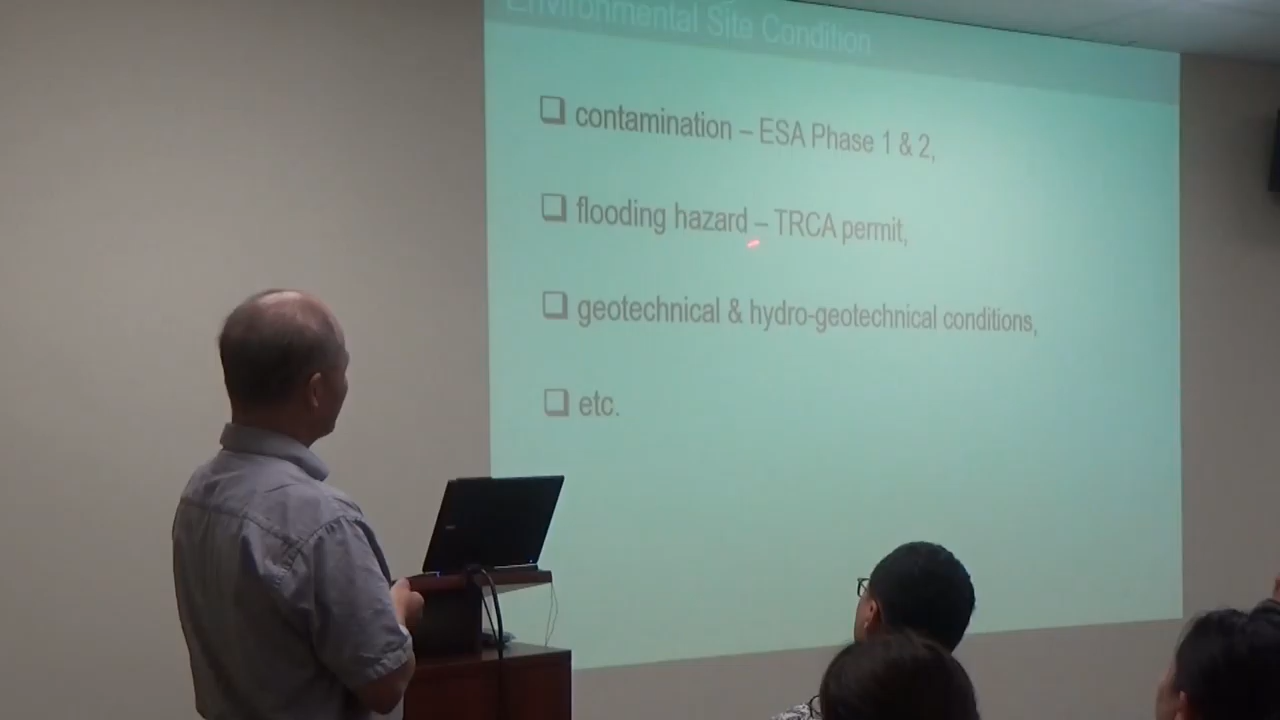 Environmental Site Condition
❑ contamination – ESA Phase 1 & 2,
❑ flooding hazard – TRCA permit,
❑ geotechnical & hydro-geotechnical conditions,
❑ etc.